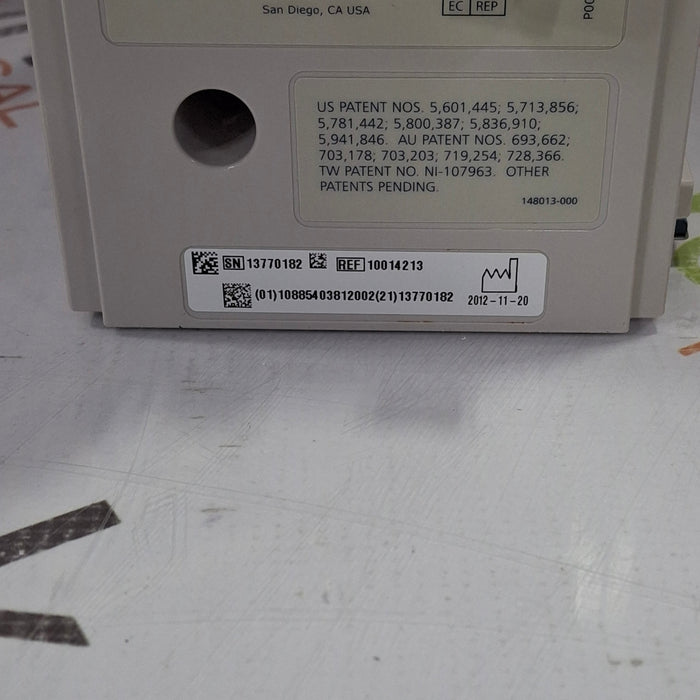 San Diego, CA USA
EC REP
US PATENT NOS. 5,601,445; 5,713,856;
5,781,442; 5,800,387; 5,836,910;
5,941,846. AU PATENT NOS. 693,662;
703,178; 703,203; 719,254; 728,366.
TW PATENT NO. NI-107963. OTHER
PATENTS PENDING.
148013-000
SN 13770182 REF 10014213
(01)10885403812002(21)13770182
2012-11-20
CAL